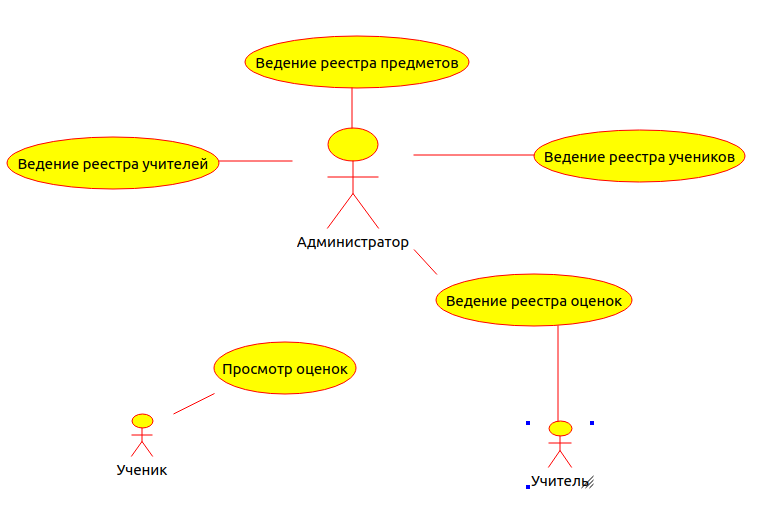 Ведение реестра предметов
Ведение реестра учителей
Ведение реестра учеников
Администратор
Ведение реестра оценок
Просмотр оценок
Ученик
Учитель